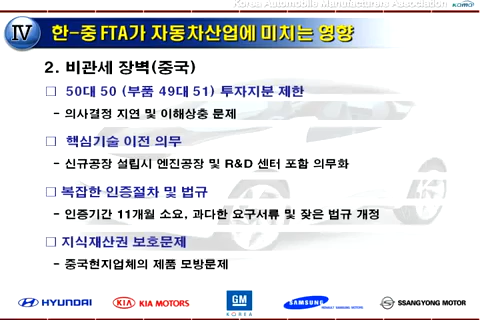 Korea Automobile Manufacturers Association KAMA
Ⅳ 한-중 FTA가 자동차산업에 미치는 영향
2. 비관세 장벽(중국)
□ 50대 50 (부품 49대 51) 투자지분 제한
- 의사결정 지연 및 이해상충 문제
□ 핵심기술 이전 의무
- 신규공장 설립시 엔진공장 및 R&D 센터 포함 의무화
□ 복잡한 인증절차 및 법규
- 인증기간 11개월 소요, 과다한 요구서류 및 잦은 법규 개정
□ 지식재산권 보호문제
- 중국현지업체의 제품 모방문제
HYUNDAI KIA KIA MOTORS GM KOREA SAMSUNG RENAULT SAMSUNG MOTORS SSANGYONG MOTOR